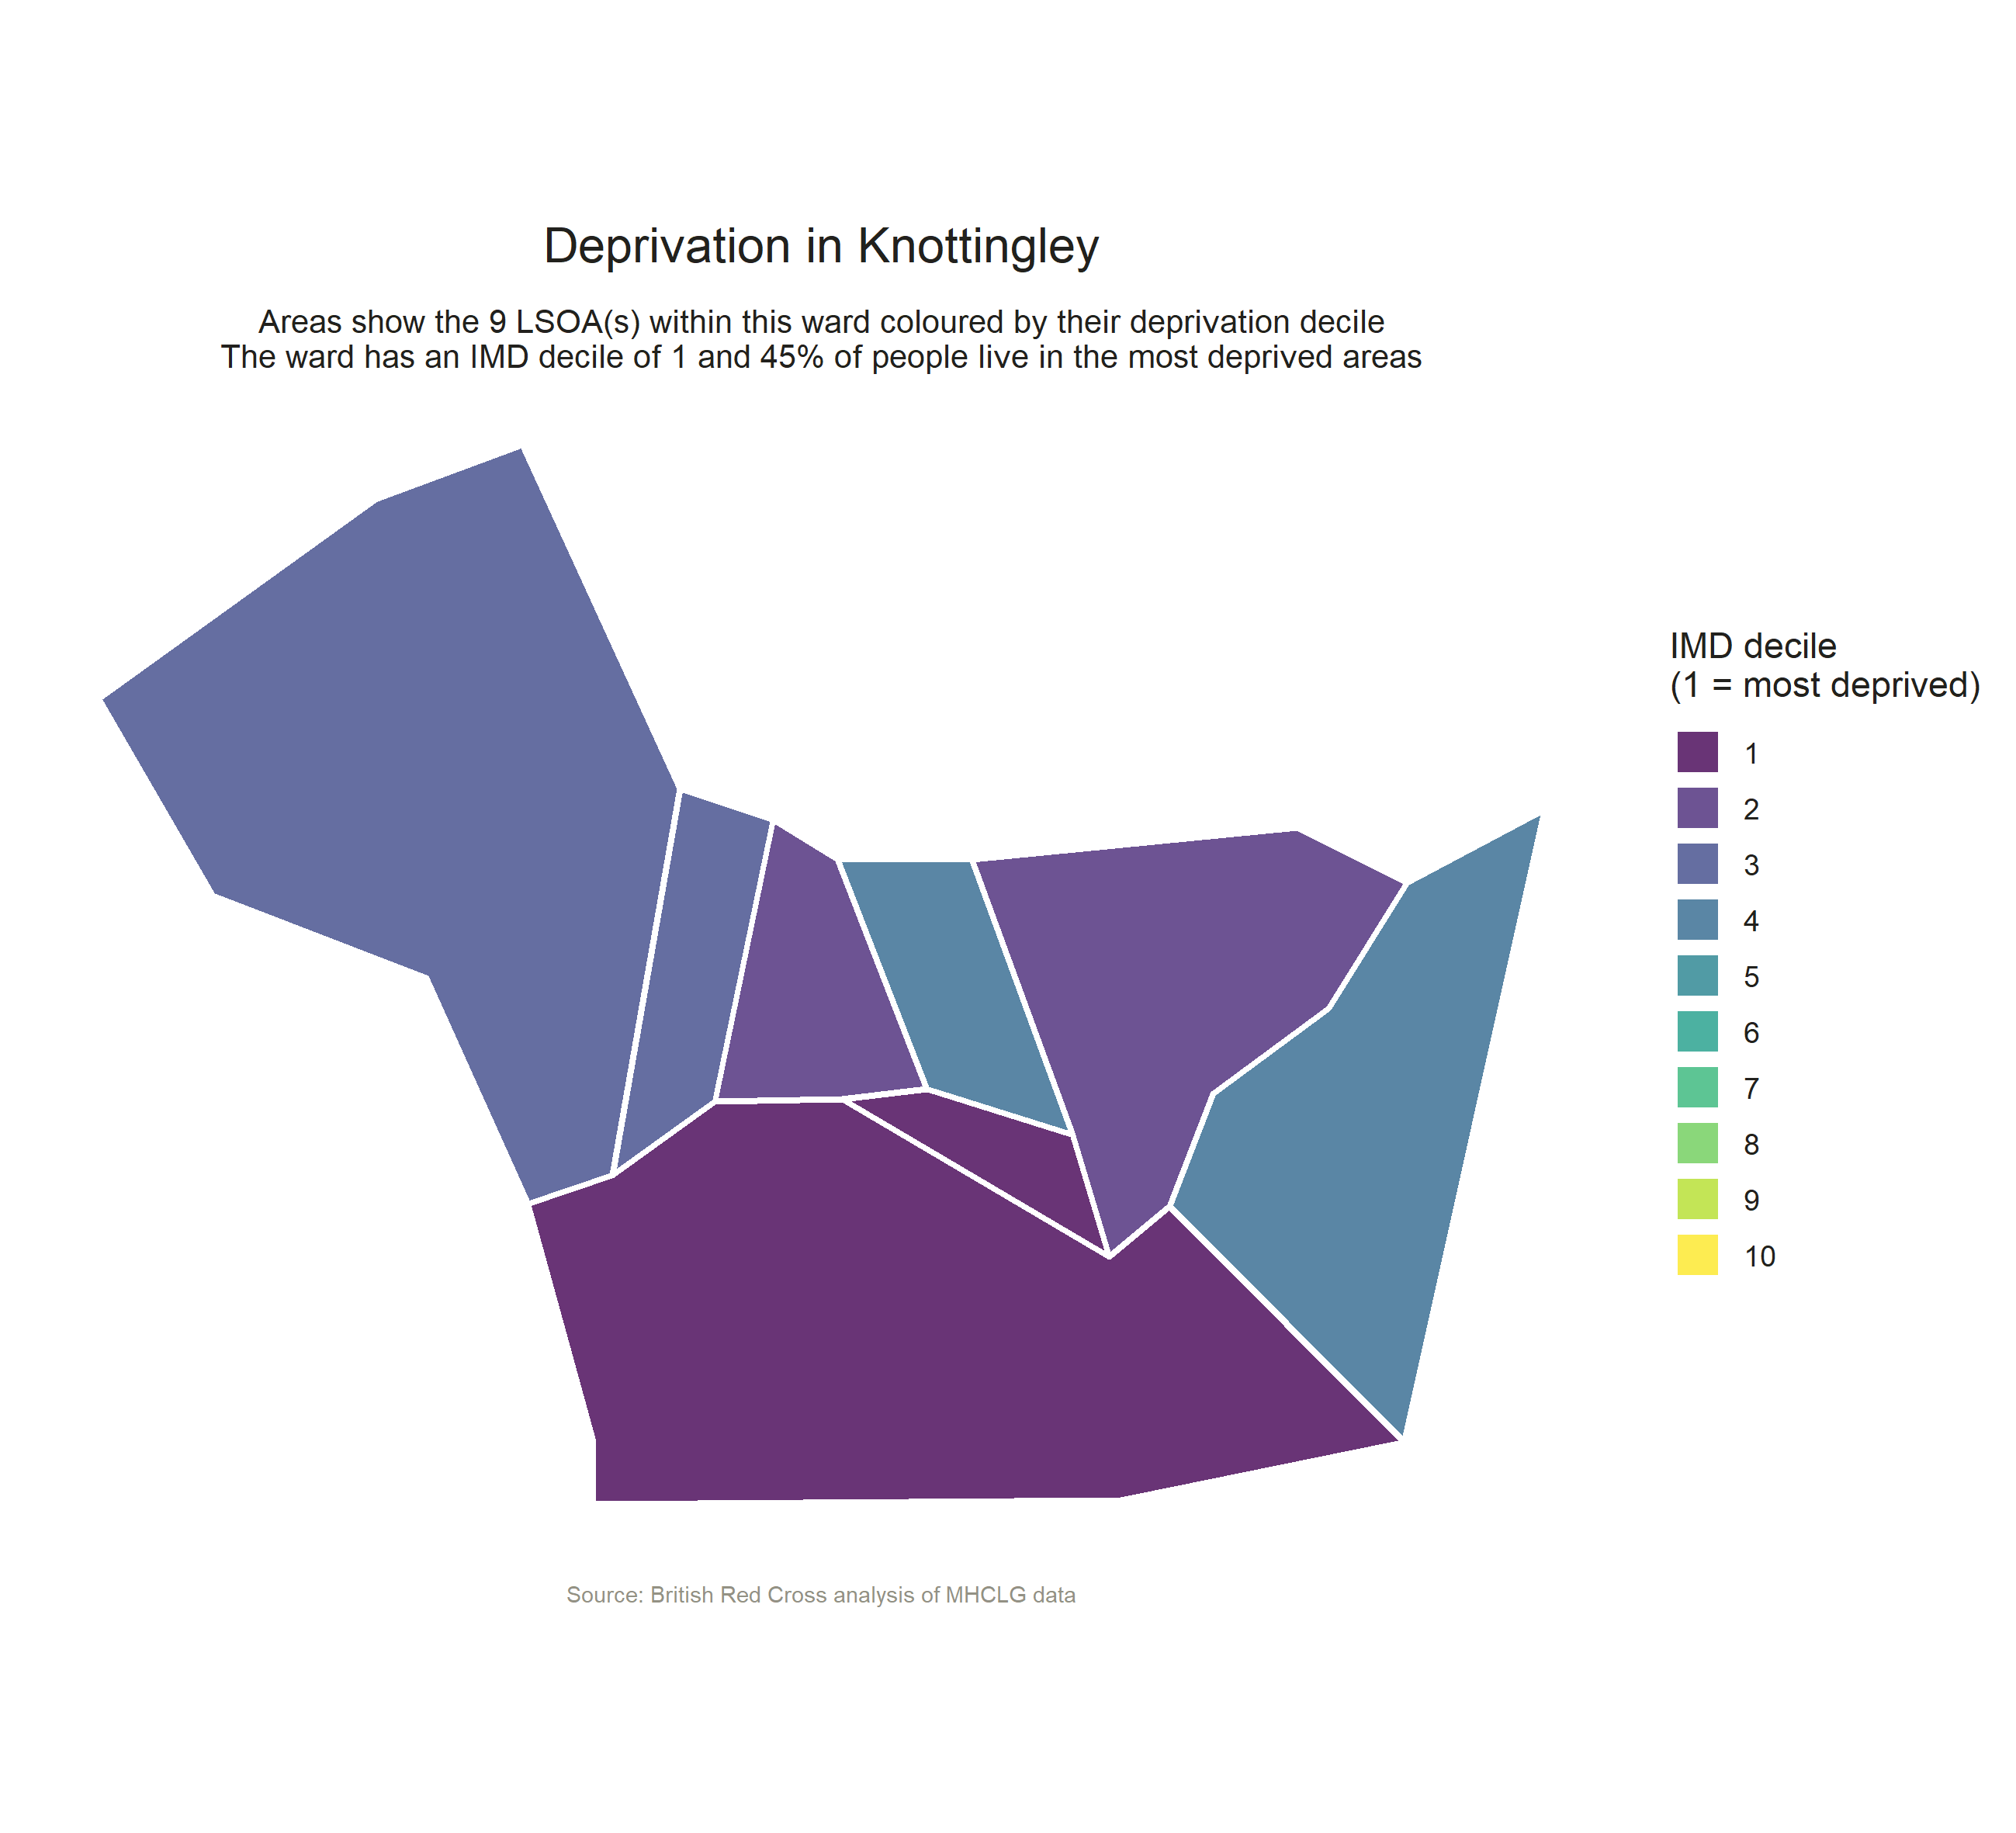 Deprivation in Knottingley
Areas show the 9 LSOA(s) within this ward coloured by their deprivation decile
The ward has an IMD decile of 1 and 45% of people live in the most deprived areas
IMD decile
(1 = most deprived)
1
2
3
4
5
6
7
8
9
10
Source: British Red Cross analysis of MHCLG data